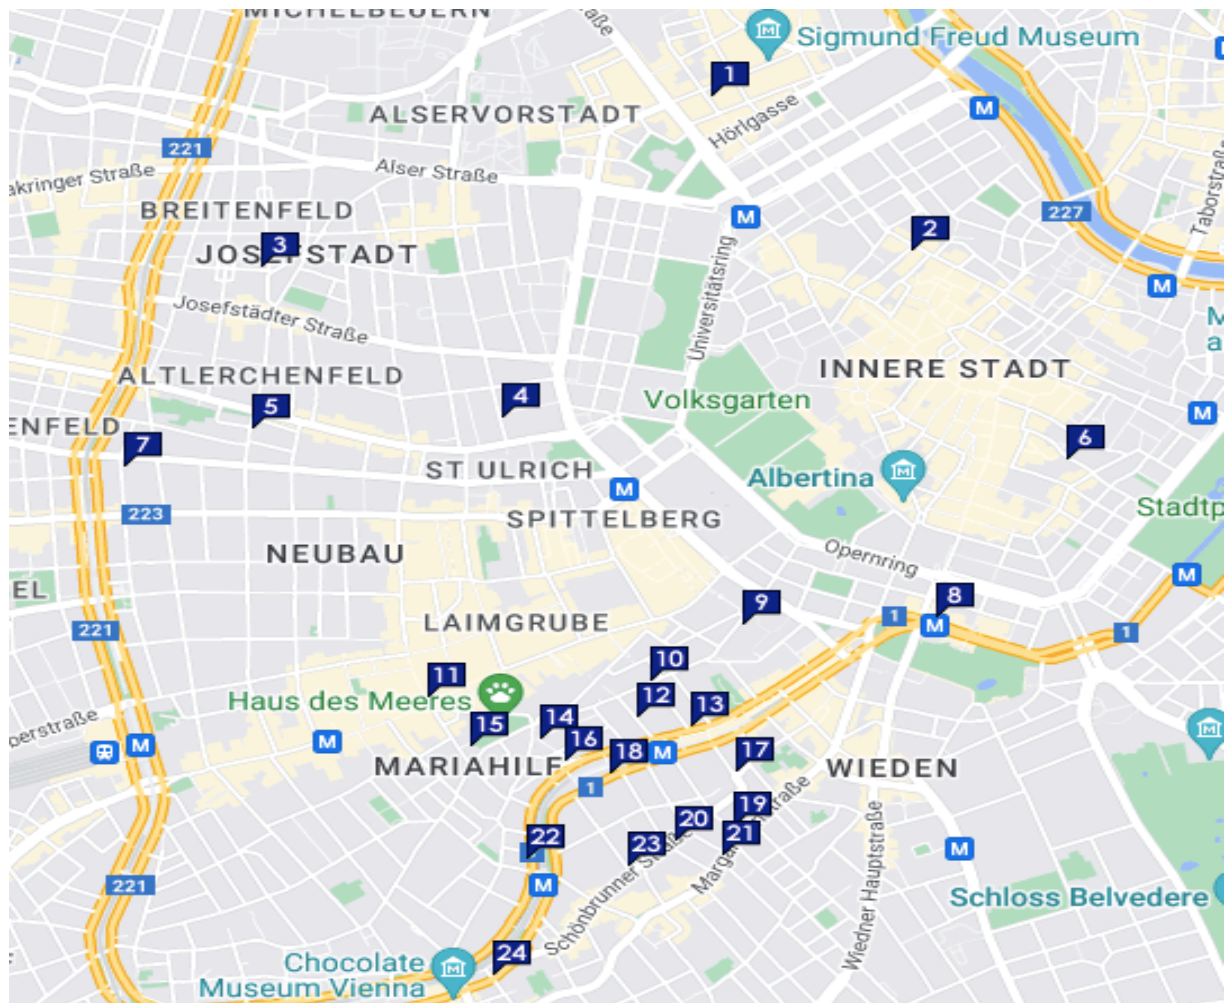 MICHELBEUERN
Sigmund Freud Museum
1
ALSERVORSTADT
Hörlgasse
M
221
Alser Straße
akringer Straße
Taborstraße
BREITENFELD
M
227
2
JOSEFSTADT
3
Universitätsring
M
Josefstädter Straße
M
a
INNERE STADT
ALTLERCHENFELD
4
Volksgarten
5
M
ENFELD
7
6
ST ULRICH
Albertina
M
M
223
SPITTELBERG
Stadtp
NEUBAU
Opernring
M
EL
8
9
1
M
1
221
LAIMGRUBE
10
11
Haus des Meeres
12
13
14
15
M
perstraße
M
16
17
18
M
MARIAHILF
WIEDEN
1
19
20
21
Margaretenstraße
22
23
Schönbrunner Straße
M
Wiedner Hauptstraße
M
221
Schloss Belvedere
24
Chocolate
M
Museum Vienna
M